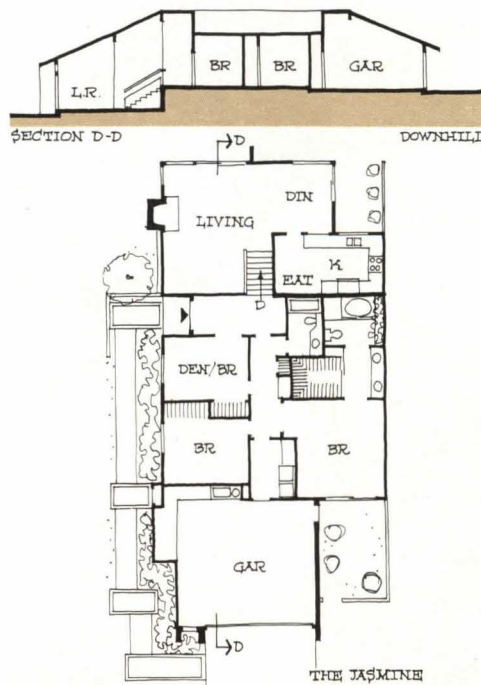 L.R.
BR
BR
GAR
SECTION D-D
DOWNHILL
D
LIVING
DIN
EAT
K
D
DEN/BR
BR
BR
GAR
D
THE JASMINE